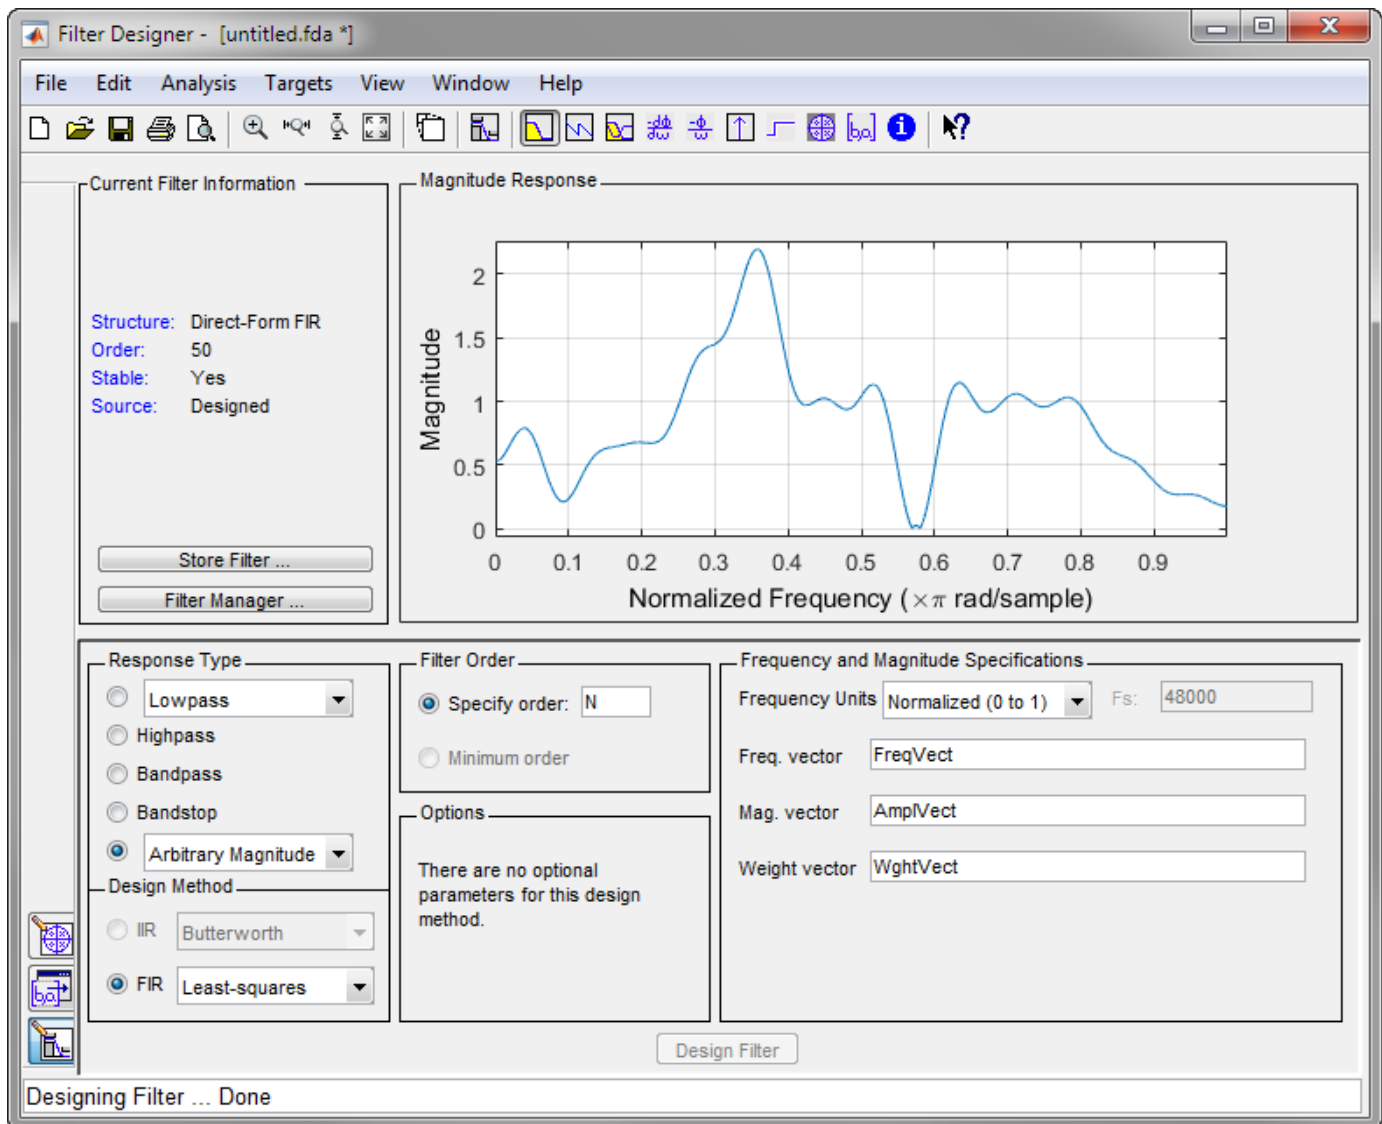 Filter Designer - [untitled.fda *]
File Edit Analysis Targets View Window Help
[b,a]
Current Filter Information
Structure: Direct-Form FIR
Order: 50
Stable: Yes
Source: Designed
Store Filter ...
Filter Manager ...
Magnitude Response
Magnitude
2
1.5
1
0.5
0
0 0.1 0.2 0.3 0.4 0.5 0.6 0.7 0.8 0.9
Normalized Frequency (×π rad/sample)
Response Type
Lowpass
Highpass
Bandpass
Bandstop
Arbitrary Magnitude
Design Method
IIR Butterworth
FIR Least-squares
Filter Order
Specify order: N
Minimum order
Options
There are no optional
parameters for this design
method.
Frequency and Magnitude Specifications
Frequency Units Normalized (0 to 1) Fs: 48000
Freq. vector FreqVect
Mag. vector AmplVect
Weight vector WghtVect
Design Filter
Designing Filter ... Done